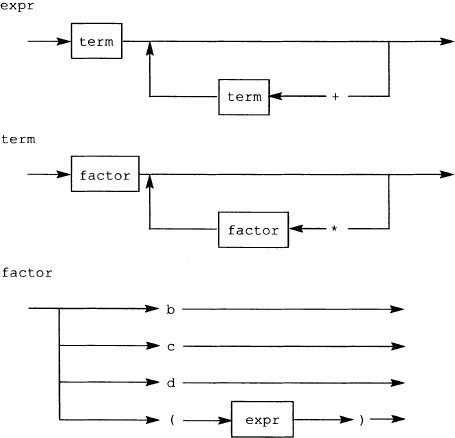 expr
term
term +
term
factor
factor *
factor
b
c
d
( expr )